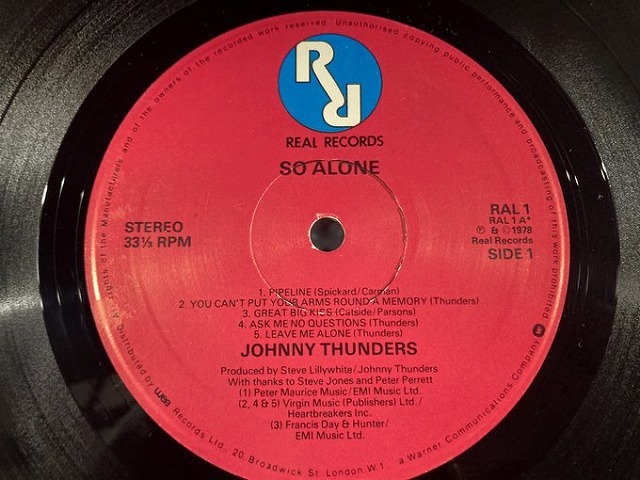 of the Manufacturers and of the owners of the recorded work reserved. Unauthorised copying public performance and broadcasting of this work prohibited
RR
REAL RECORDS
SO ALONE
STEREO
33⅓ RPM
RAL 1
RAL 1 A*
Ⓟ & © 1978
Real Records
SIDE 1
1. PIPELINE (Spickard/Carman)
2. YOU CAN'T PUT YOUR ARMS ROUND A MEMORY (Thunders)
3. GREAT BIG KISS (Catside/Parsons)
4. ASK ME NO QUESTIONS (Thunders)
5. LEAVE ME ALONE (Thunders)
JOHNNY THUNDERS
Produced by Steve Lillywhite/Johnny Thunders
With thanks to Steve Jones and Peter Perrett
(1) Peter Maurice Music/EMI Music Ltd.
(2, 4 & 5) Virgin Music (Publishers) Ltd./
Heartbreakers Inc.
(3) Francis Day & Hunter/
EMI Music Ltd.
Distributed by wea Records Ltd., 20, Broadwick St. London W1 a Warner Communications Company